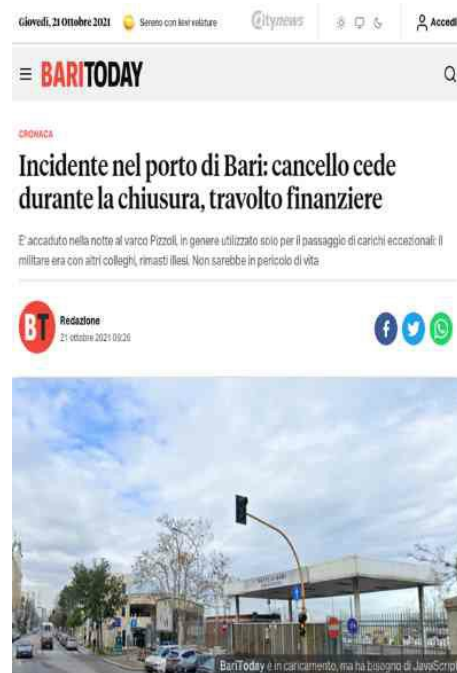 Giovedì, 21 Ottobre 2021 Sereno con lievi velature Citynews Accedi
BARITODAY
CRONACA
Incidente nel porto di Bari: cancello cede
durante la chiusura, travolto finanziere
E' accaduto nella notte al varco Pizzoli, in genere utilizzato solo per il passaggio di carichi eccezionali: il
militare era con altri colleghi, rimasti illesi. Non sarebbe in pericolo di vita
BT
Redazione
21 ottobre 2021 09:26
BariToday è in caricamento, ma ha bisogno di JavaScript